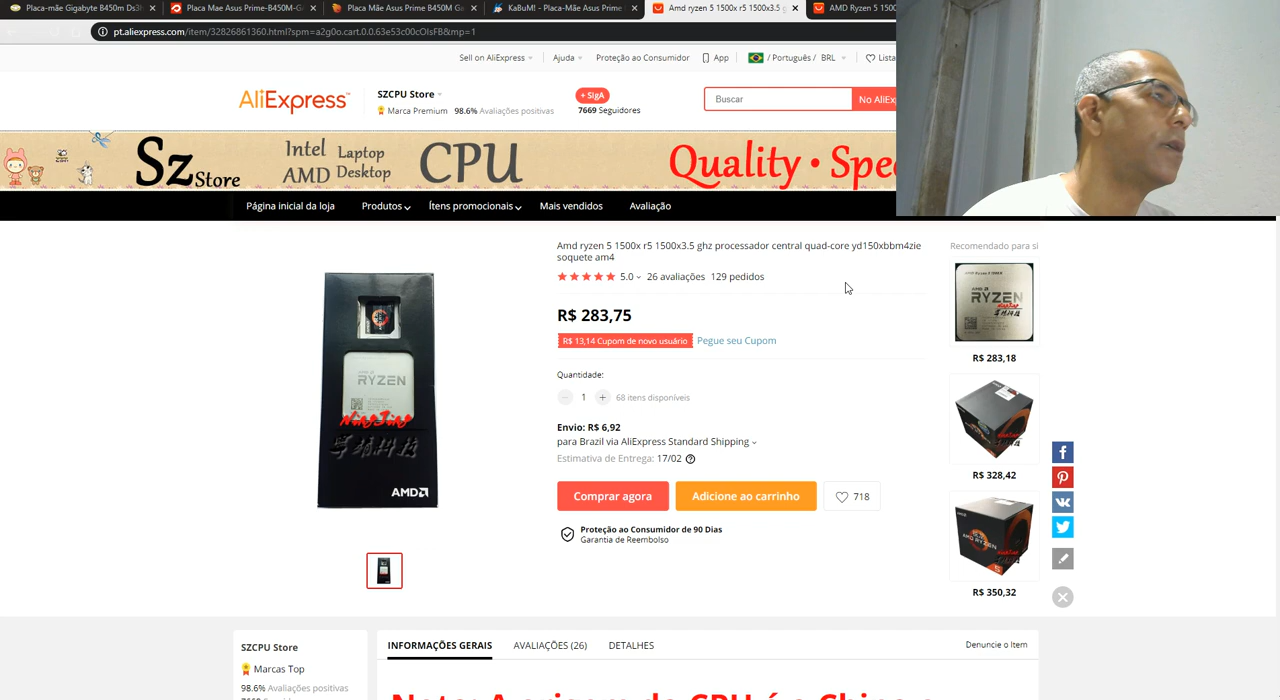 Placa-mãe Gigabyte B450m Ds3h
Placa Mae Asus Prime-B450M-G
Placa Mãe Asus Prime B450M Ga
KaBuM! - Placa-Mãe Asus Prime
Amd ryzen 5 1500x r5 1500x3.5 g
AMD Ryzen 5 1500
pt.aliexpress.com/item/32826861360.html?spm=a2g0o.cart.0.0.63e53c00cOIsFB&mp=1
Sell on AliExpress
Ajuda
Proteção ao Consumidor
App
/ Português / BRL
Lista
AliExpress
SZCPU Store
Marca Premium 98.6% Avaliações positivas
+ SIgA
7669 Seguidores
Buscar
No AliExp
Sz Store
Intel Laptop
AMD Desktop
CPU
Quality • Spe
Página inicial da loja
Produtos
Ítens promocionais
Mais vendidos
Avaliação
Amd ryzen 5 1500x r5 1500x3.5 ghz processador central quad-core yd150xbbm4zie
soquete am4
5.0 26 avaliações 129 pedidos
R$ 283,75
R$ 13,14 Cupom de novo usuário Pegue seu Cupom
Quantidade:
− 1 + 68 itens disponíveis
Envio: R$ 6,92
para Brazil via AliExpress Standard Shipping
Estimativa de Entrega: 17/02
Comprar agora
Adicione ao carrinho
718
Proteção ao Consumidor de 90 Dias
Garantia de Reembolso
RYZEN
AMD
Recomendado para si
RYZEN
R$ 283,18
R$ 328,42
RYZEN
R$ 350,32
SZCPU Store
Marcas Top
98.6% Avaliações positivas
INFORMAÇÕES GERAIS
AVALIAÇÕES (26)
DETALHES
Denuncie o Item